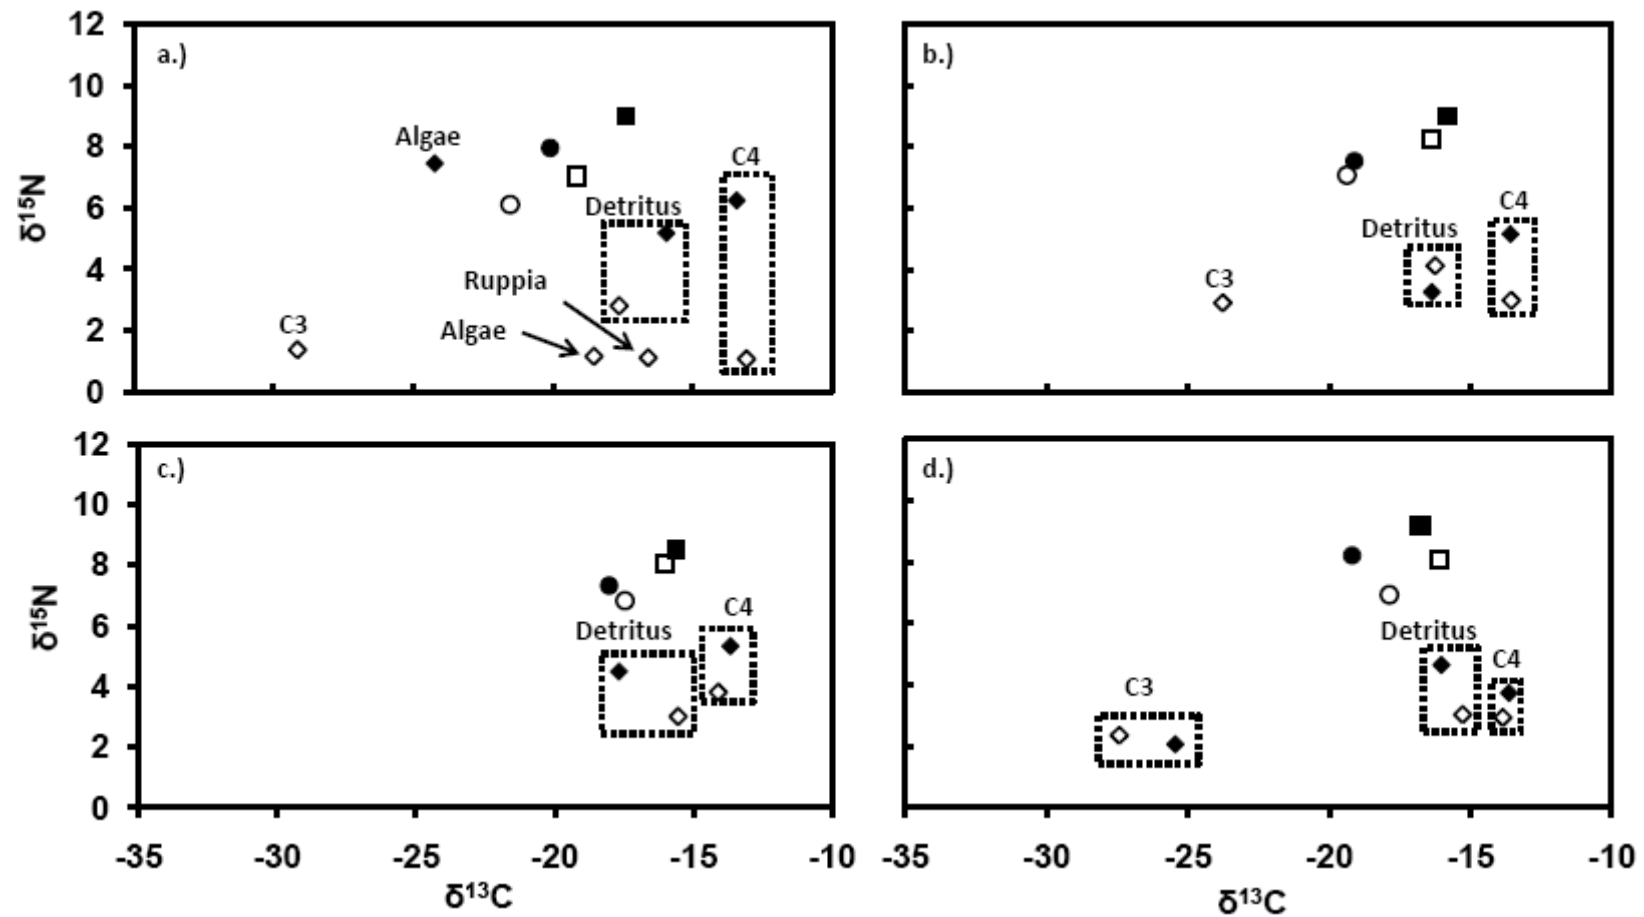 12
10
8
6
4
2
0
δ¹⁵N
a.)
Algae
C4
Detritus
Ruppia
Algae
C3
b.)
C4
Detritus
C3
12
10
8
6
4
2
0
δ¹⁵N
c.)
C4
Detritus
-35 -30 -25 -20 -15 -10
δ¹³C
d.)
Detritus
C4
C3
-35 -30 -25 -20 -15 -10
δ¹³C